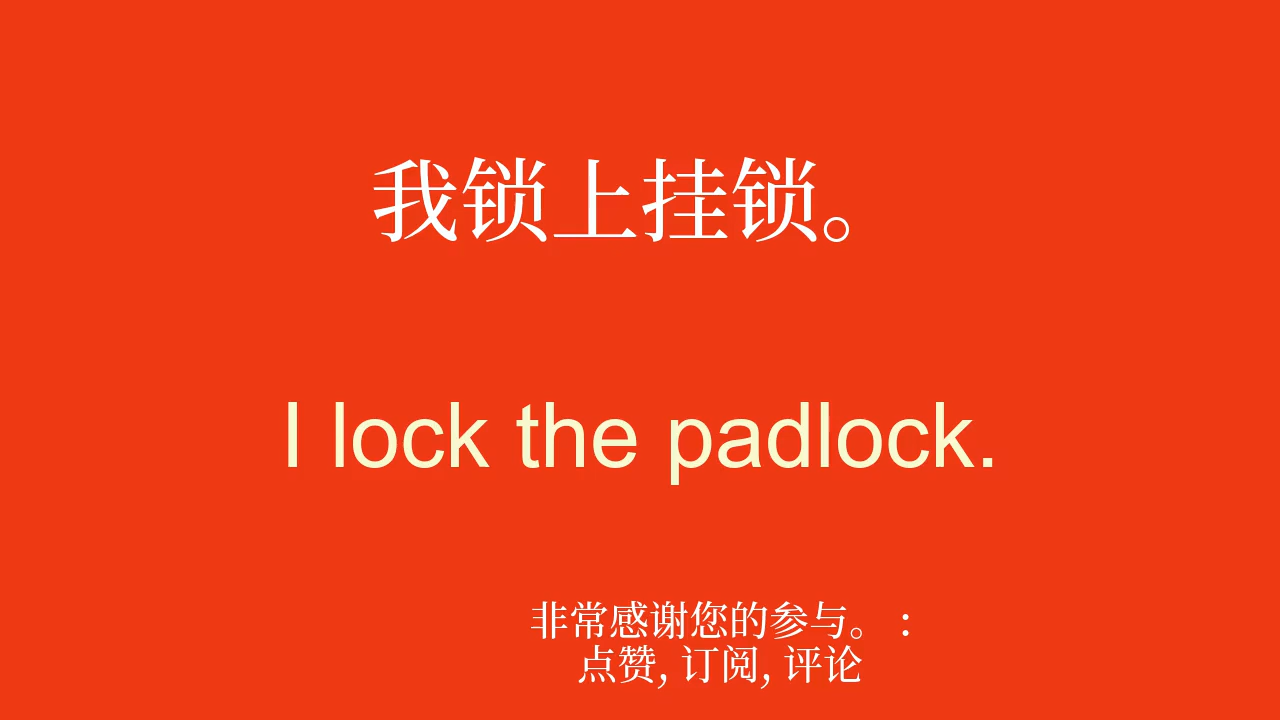 我锁上挂锁。
I lock the padlock.
非常感谢您的参与。 :
点赞, 订阅, 评论